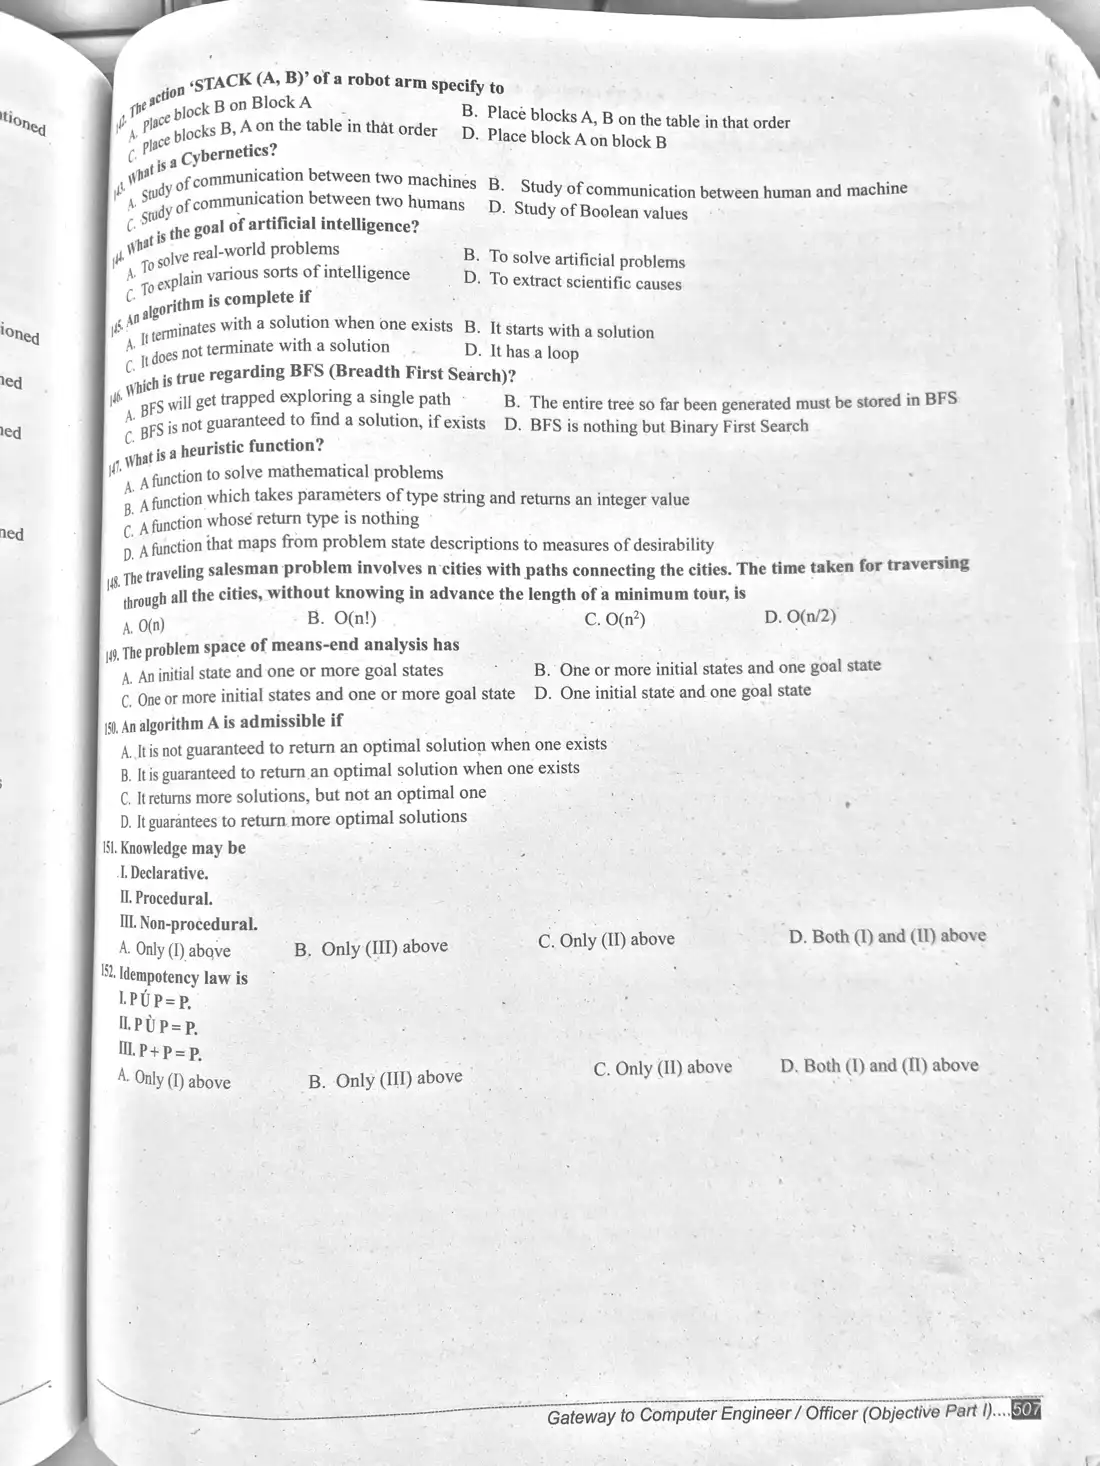 tioned
ioned
ned
ned
ned
142. The action ‘STACK (A, B)’ of a robot arm specify to
A. Place block B on Block A B. Place blocks A, B on the table in that order
C. Place blocks B, A on the table in that order D. Place block A on block B
143. What is a Cybernetics?
A. Study of communication between two machines B. Study of communication between human and machine
C. Study of communication between two humans D. Study of Boolean values
144. What is the goal of artificial intelligence?
A. To solve real-world problems B. To solve artificial problems
C. To explain various sorts of intelligence D. To extract scientific causes
145. An algorithm is complete if
A. It terminates with a solution when one exists B. It starts with a solution
C. It does not terminate with a solution D. It has a loop
146. Which is true regarding BFS (Breadth First Search)?
A. BFS will get trapped exploring a single path B. The entire tree so far been generated must be stored in BFS
C. BFS is not guaranteed to find a solution, if exists D. BFS is nothing but Binary First Search
147. What is a heuristic function?
A. A function to solve mathematical problems
B. A function which takes parameters of type string and returns an integer value
C. A function whose return type is nothing
D. A function that maps from problem state descriptions to measures of desirability
148. The traveling salesman problem involves n cities with paths connecting the cities. The time taken for traversing
through all the cities, without knowing in advance the length of a minimum tour, is
A. O(n) B. O(n!) C. O(n²) D. O(n/2)
149. The problem space of means-end analysis has
A. An initial state and one or more goal states B. One or more initial states and one goal state
C. One or more initial states and one or more goal state D. One initial state and one goal state
150. An algorithm A is admissible if
A. It is not guaranteed to return an optimal solution when one exists
B. It is guaranteed to return an optimal solution when one exists
C. It returns more solutions, but not an optimal one
D. It guarantees to return more optimal solutions
151. Knowledge may be
I. Declarative.
II. Procedural.
III. Non-procedural.
A. Only (I) above B. Only (III) above C. Only (II) above D. Both (I) and (II) above
152. Idempotency law is
I. P Ú P = P.
II. P Ù P = P.
III. P + P = P.
A. Only (I) above B. Only (III) above C. Only (II) above D. Both (I) and (II) above
Gateway to Computer Engineer / Officer (Objective Part I)....507